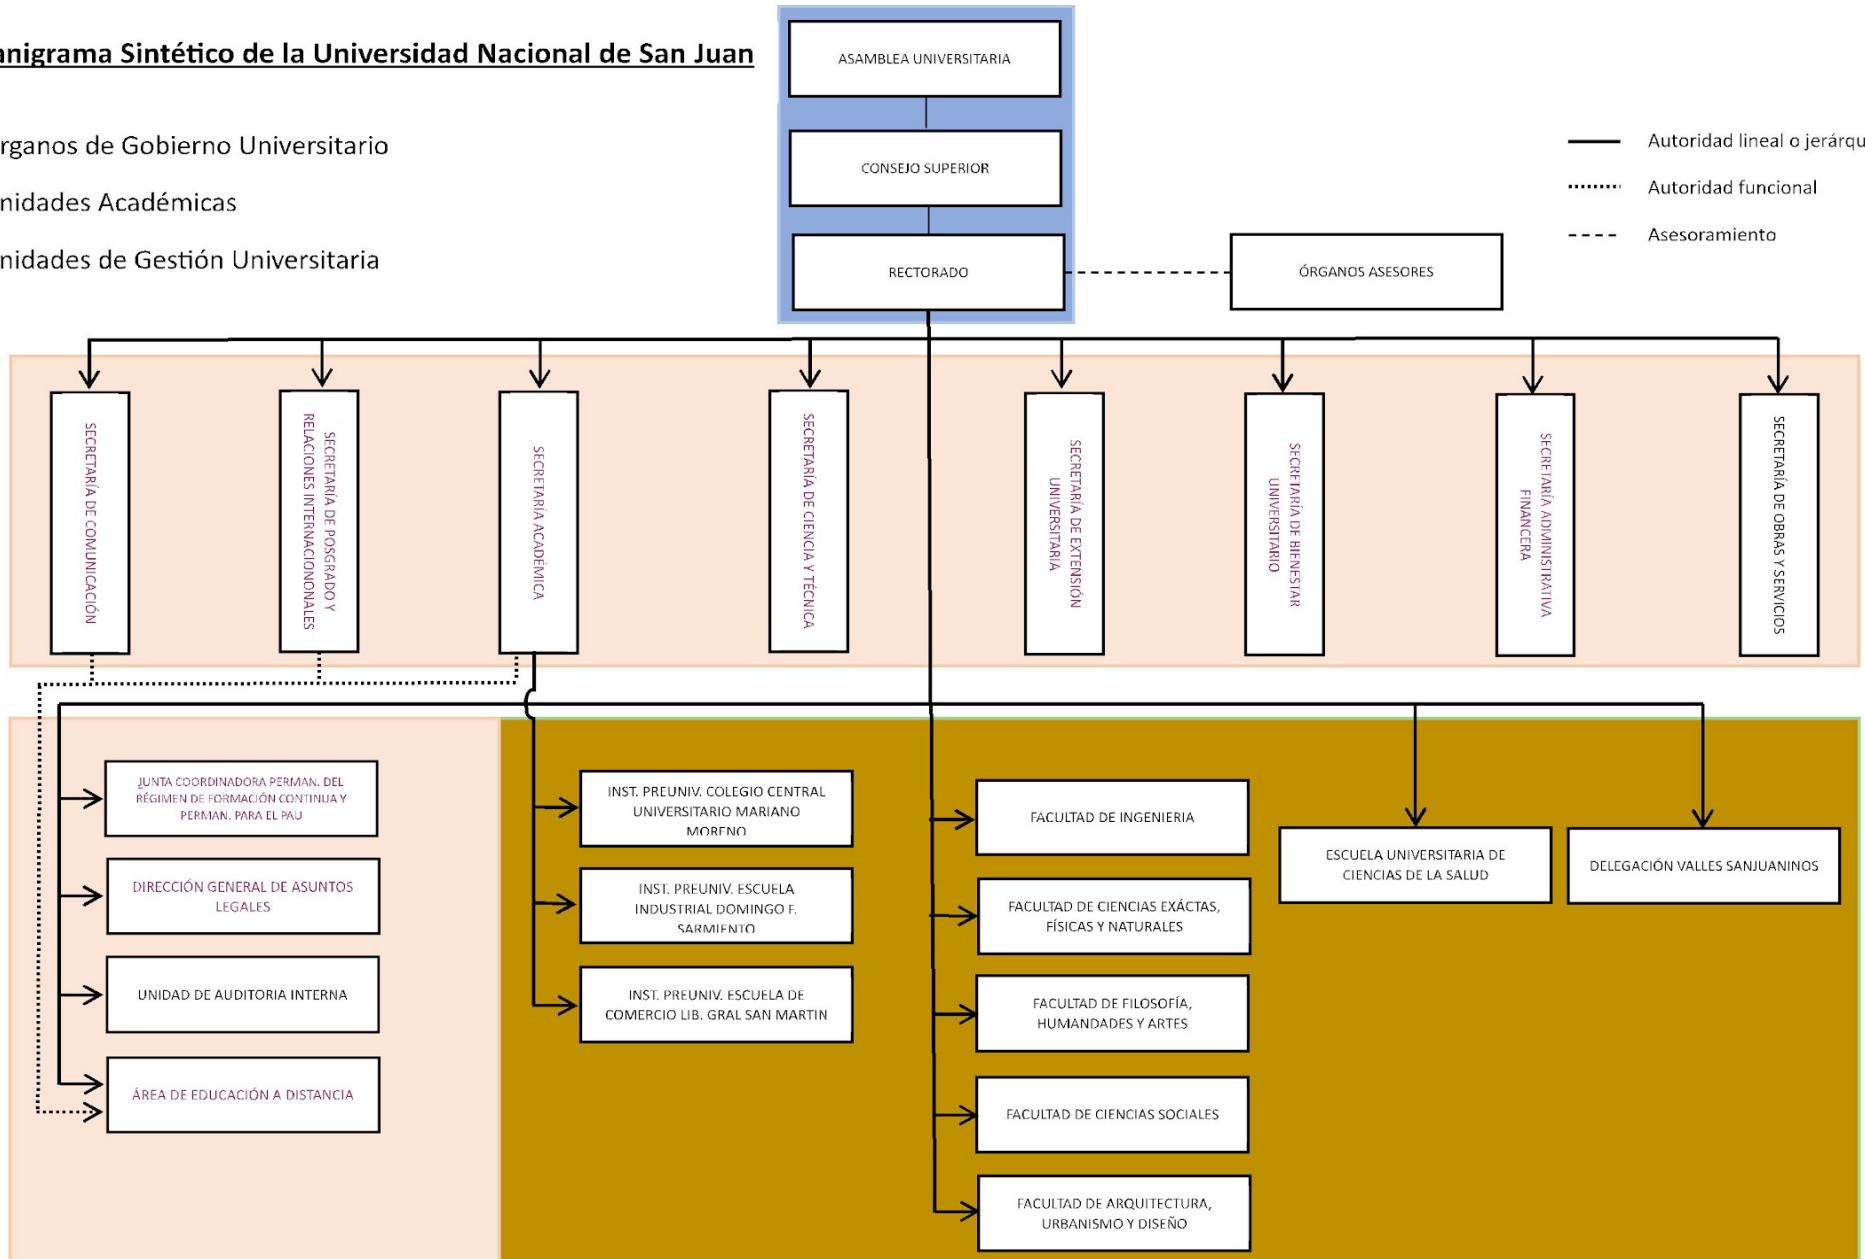 anigrama Sintético de la Universidad Nacional de San Juan
rganos de Gobierno Universitario
nidades Académicas
nidades de Gestión Universitaria
ASAMBLEA UNIVERSITARIA
CONSEJO SUPERIOR
RECTORADO
ÓRGANOS ASESORES
Autoridad lineal o jerárqu
Autoridad funcional
Asesoramiento
SECRETARÍA DE COMUNICACIÓN
SECRETARÍA DE POSGRADO Y
RELACIONES INTERNACIONONALES
SECRETARÍA ACADÉMICA
SECRETARÍA DE CIENCIA Y TÉCNICA
SECRETARÍA DE EXTENSIÓN
UNIVERSITARIA
SECRETARÍA DE BIENESTAR
UNIVERSITARIO
SECRETARÍA ADIMINISTRATIVA
FINANCERA
SECRETARÍA DE OBRAS Y SERVICIOS
JUNTA COORDINADORA PERMAN. DEL
RÉGIMEN DE FORMACIÓN CONTINUA Y
PERMAN. PARA EL PAU
DIRECCIÓN GENERAL DE ASUNTOS
LEGALES
UNIDAD DE AUDITORIA INTERNA
ÁREA DE EDUCACIÓN A DISTANCIA
INST. PREUNIV. COLEGIO CENTRAL
UNIVERSITARIO MARIANO
MORENO
INST. PREUNIV. ESCUELA
INDUSTRIAL DOMINGO F.
SARMIENTO
INST. PREUNIV. ESCUELA DE
COMERCIO LIB. GRAL SAN MARTIN
FACULTAD DE INGENIERIA
FACULTAD DE CIENCIAS EXÁCTAS,
FÍSICAS Y NATURALES
FACULTAD DE FILOSOFÍA,
HUMANDADES Y ARTES
FACULTAD DE CIENCIAS SOCIALES
FACULTAD DE ARQUITECTURA,
URBANISMO Y DISEÑO
ESCUELA UNIVERSITARIA DE
CIENCIAS DE LA SALUD
DELEGACIÓN VALLES SANJUANINOS